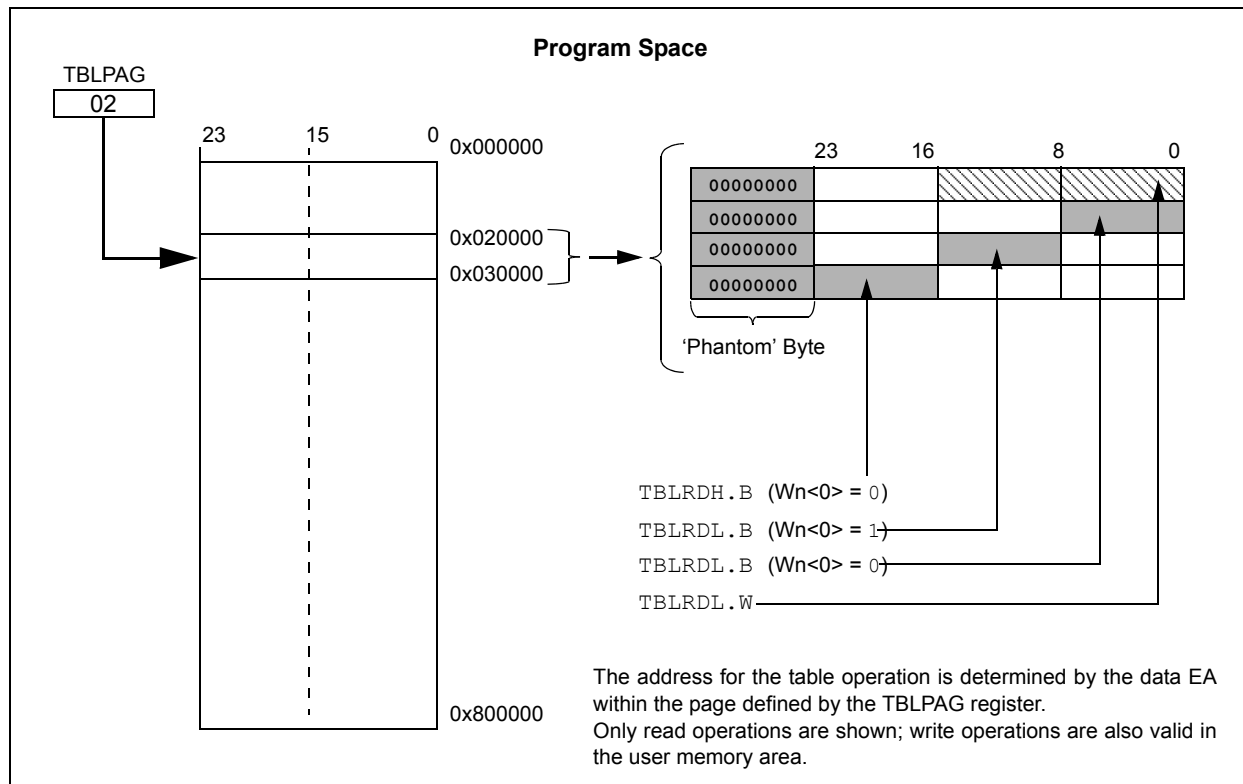 Program Space
TBLPAG
02
23 15 0
0x000000
0x020000
0x030000
0x800000
23 16 8 0
00000000
00000000
00000000
00000000
‘Phantom’ Byte
TBLRDH.B (Wn<0> = 0)
TBLRDL.B (Wn<0> = 1)
TBLRDL.B (Wn<0> = 0)
TBLRDL.W
The address for the table operation is determined by the data EA
within the page defined by the TBLPAG register.
Only read operations are shown; write operations are also valid in
the user memory area.